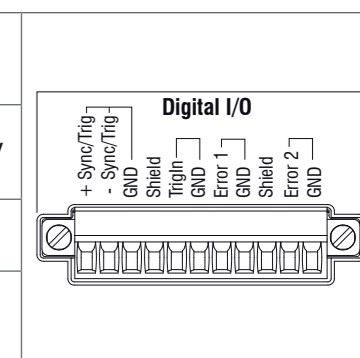 Digital I/O
+ Sync/Trig
- Sync/Trig
GND
Shield
TrigIn
GND
Error 1
GND
Shield
Error 2
GND